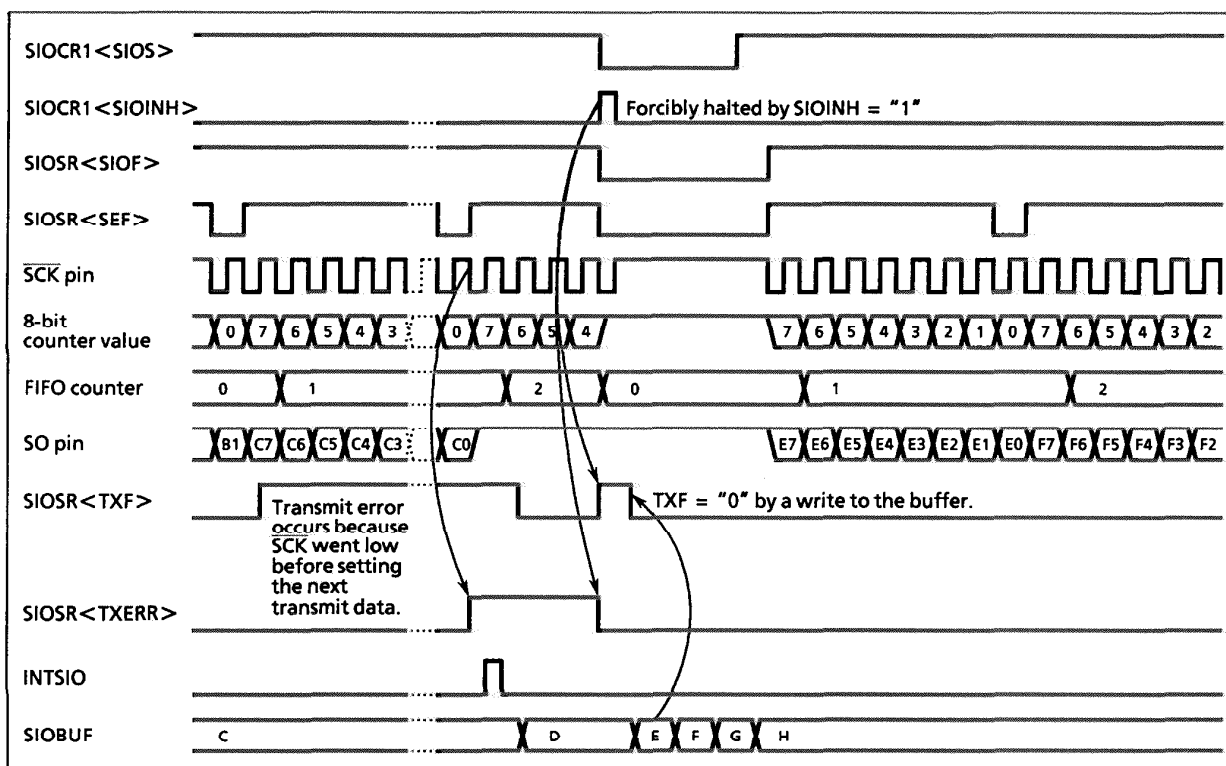 SIOCR1<SIOS>
SIOCR1<SIOINH>
Forcibly halted by SIOINH = "1"
SIOSR<SIOF>
SIOSR<SEF>
SCK pin
8-bit
counter value
0 7 6 5 4 3 0 7 6 5 4 7 6 5 4 3 2 1 0 7 6 5 4 3 2
FIFO counter
0 1 2 0 1 2
SO pin
B1 C7 C6 C5 C4 C3 C0 E7 E6 E5 E4 E3 E2 E1 E0 F7 F6 F5 F4 F3 F2
SIOSR<TXF>
TXF = "0" by a write to the buffer.
Transmit error
occurs because
SCK went low
before setting
the next
transmit data.
SIOSR<TXERR>
INTSIO
SIOBUF
C D E F G H